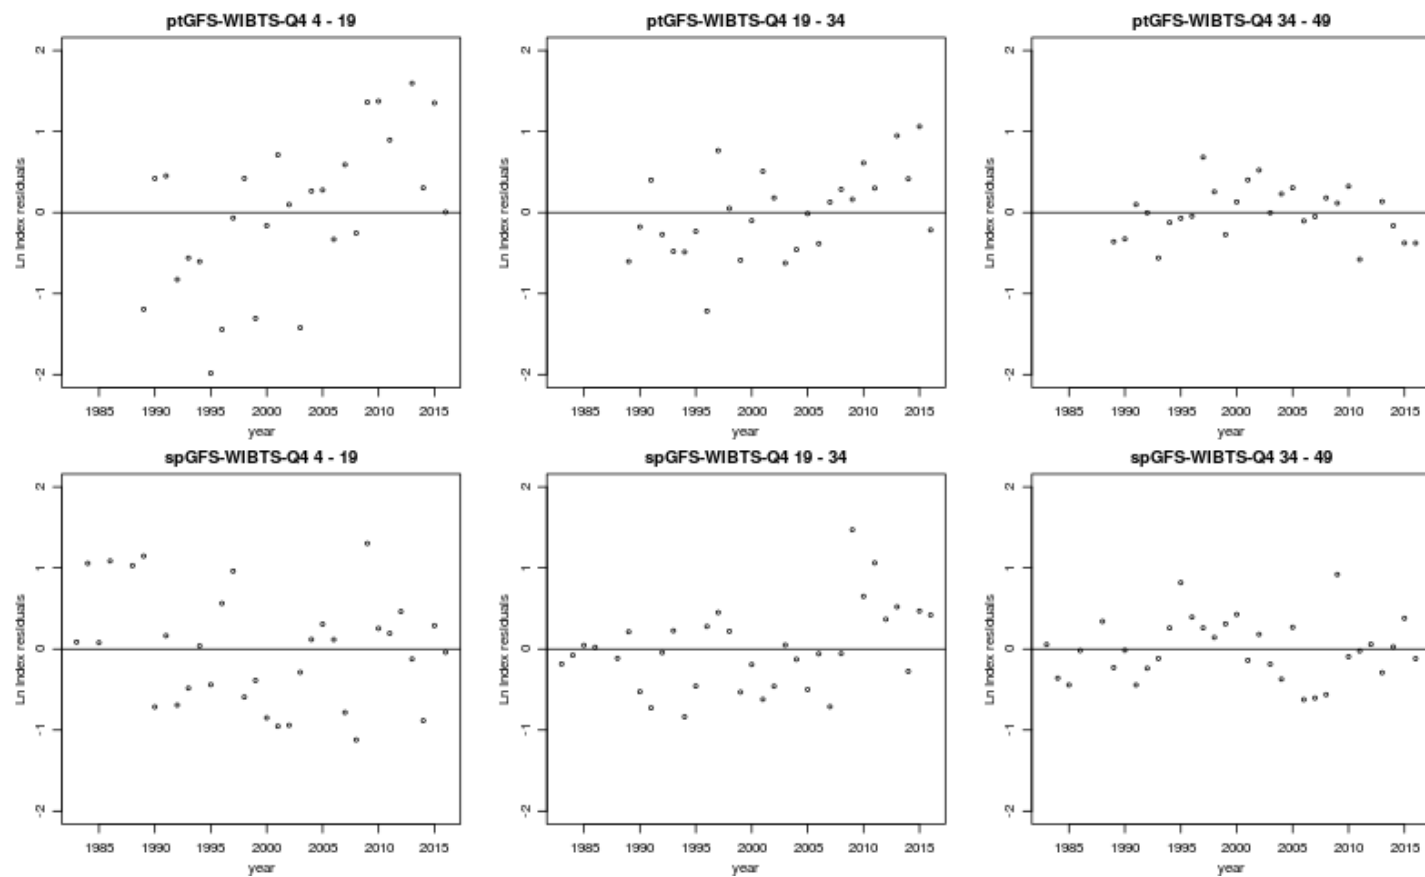 ptGFS-WIBTS-Q4 4 - 19
ptGFS-WIBTS-Q4 19 - 34
ptGFS-WIBTS-Q4 34 - 49
Ln Index residuals
2
1
0
-1
-2
1985 1990 1995 2000 2005 2010 2015
year
Ln Index residuals
2
1
0
-1
-2
1985 1990 1995 2000 2005 2010 2015
year
Ln Index residuals
2
1
0
-1
-2
1985 1990 1995 2000 2005 2010 2015
year
spGFS-WIBTS-Q4 4 - 19
spGFS-WIBTS-Q4 19 - 34
spGFS-WIBTS-Q4 34 - 49
Ln Index residuals
2
1
0
-1
-2
1985 1990 1995 2000 2005 2010 2015
year
Ln Index residuals
2
1
0
-1
-2
1985 1990 1995 2000 2005 2010 2015
year
Ln Index residuals
2
1
0
-1
-2
1985 1990 1995 2000 2005 2010 2015
year